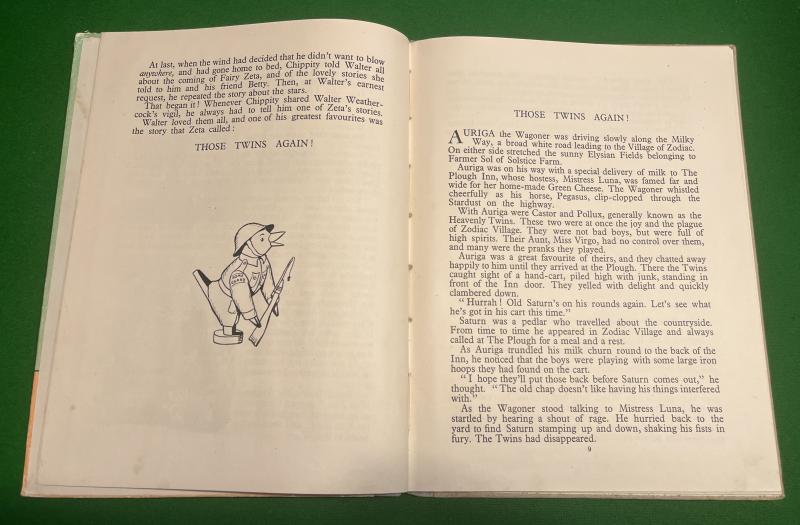 At last, when the wind had decided that he didn't want to blow
anywhere, and had gone home to bed, Chippity told Walter all
about the coming of Fairy Zeta, and of the lovely stories she
told to him and his friend Betty. Then, at Walter's earnest
request, he repeated the story about the stars.
That began it! Whenever Chippity shared Walter Weather-
cock's vigil, he always had to tell him one of Zeta's stories.
Walter loved them all, and one of his greatest favourites was
the story that Zeta called:
THOSE TWINS AGAIN!
THOSE TWINS AGAIN!
AURIGA the Wagoner was driving slowly along the Milky
Way, a broad white road leading to the Village of Zodiac.
On either side stretched the sunny Elysian Fields belonging to
Farmer Sol of Solstice Farm.
Auriga was on his way with a special delivery of milk to The
Plough Inn, whose hostess, Mistress Luna, was famed far and
wide for her home-made Green Cheese. The Wagoner whistled
cheerfully as his horse, Pegasus, clip-clopped through the
Stardust on the highway.
With Auriga were Castor and Pollux, generally known as the
Heavenly Twins. These two were at once the joy and the plague
of Zodiac Village. They were not bad boys, but were full of
high spirits. Their Aunt, Miss Virgo, had no control over them,
and many were the pranks they played.
Auriga was a great favourite of theirs, and they chatted away
happily to him until they arrived at the Plough. There the Twins
caught sight of a hand-cart, piled high with junk, standing in
front of the Inn door. They yelled with delight and quickly
clambered down.
"Hurrah! Old Saturn's on his rounds again. Let's see what
he's got in his cart this time."
Saturn was a pedlar who travelled about the countryside.
From time to time he appeared in Zodiac Village and always
called at The Plough for a meal and a rest.
As Auriga trundled his milk churn round to the back of the
Inn, he noticed that the boys were playing with some large iron
hoops they had found on the cart.
"I hope they'll put those back before Saturn comes out," he
thought. "The old chap doesn't like having his things interfered
with."
As the Wagoner stood talking to Mistress Luna, he was
startled by hearing a shout of rage. He hurried back to the
yard to find Saturn stamping up and down, shaking his fists in
fury. The Twins had disappeared.
9